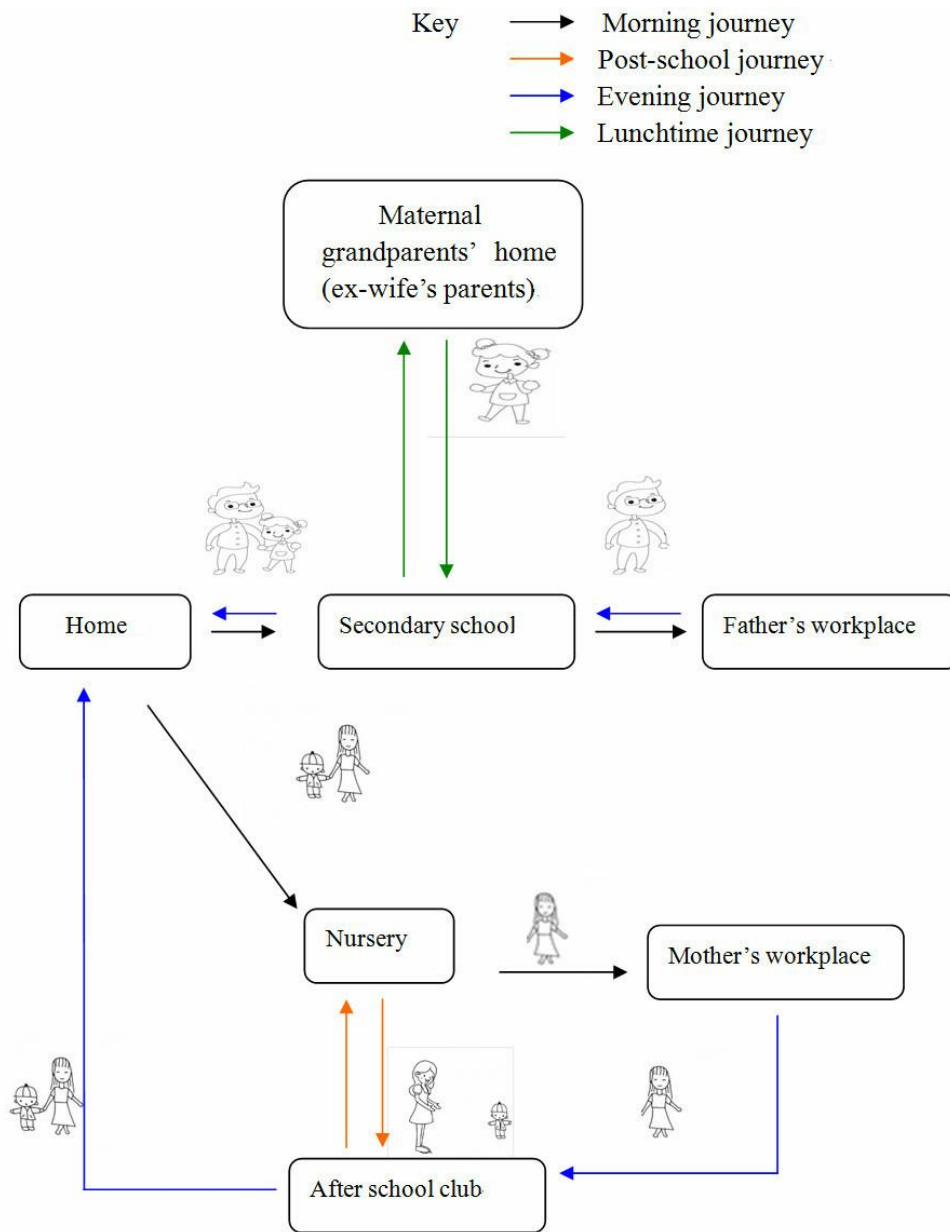 Key
Morning journey
Post-school journey
Evening journey
Lunchtime journey
Maternal
grandparents’ home
(ex-wife’s parents)
Home
Secondary school
Father’s workplace
Nursery
Mother’s workplace
After school club